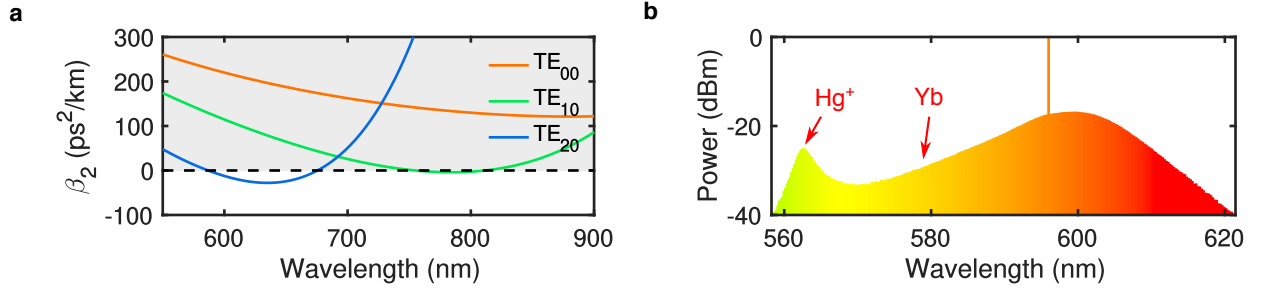 a
300
200
100
0
-100
β2 (ps2/km)
TE00
TE10
TE20
600
700
800
900
Wavelength (nm)
b
0
-20
-40
Power (dBm)
Hg+
Yb
560
580
600
620
Wavelength (nm)